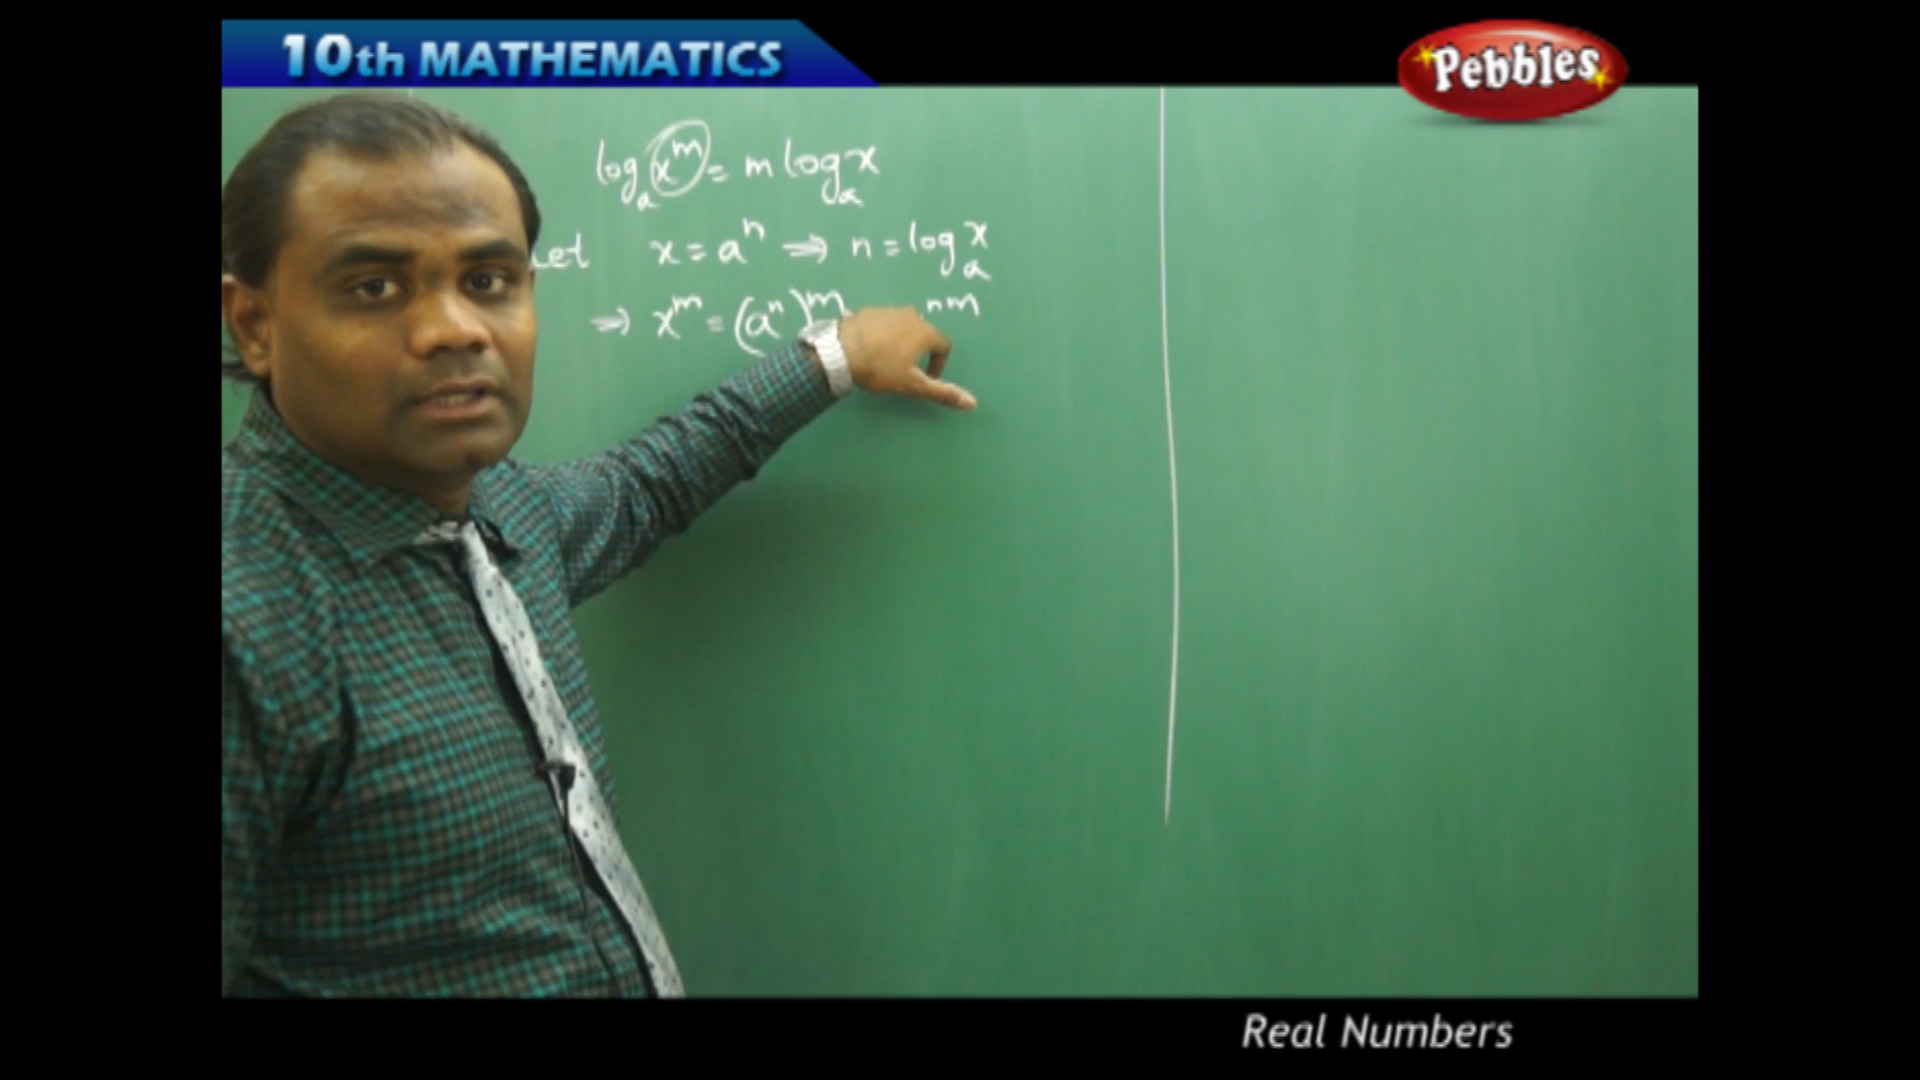 10th MATHEMATICS
Pebbles
logₐ xᵐ = m logₐ x
Let x = aⁿ ⇒ n = logₐ x
⇒ xᵐ = (aⁿ)ᵐ ⁿᵐ
Real Numbers